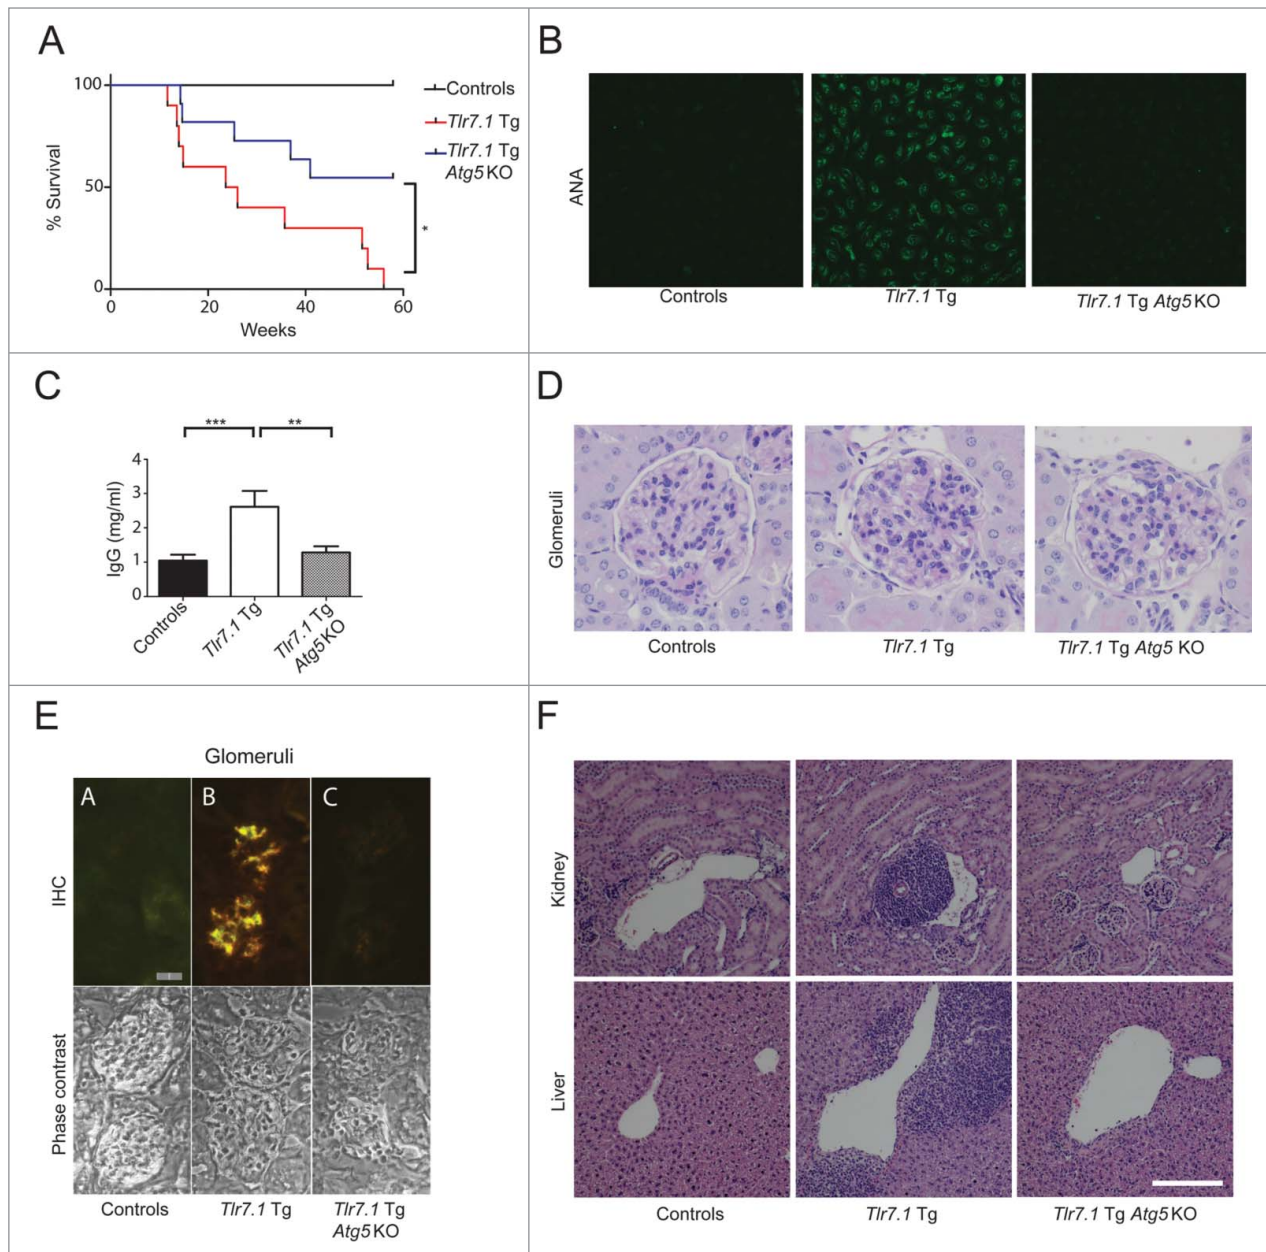 A
100
50
0
% Survival
0
20
40
60
Weeks
Controls
Tlr7.1 Tg
Tlr7.1 Tg
Atg5 KO
*
B
ANA
Controls
Tlr7.1 Tg
Tlr7.1 Tg Atg5 KO
C
***
**
4
3
2
1
0
IgG (mg/ml)
Controls
Tlr7.1 Tg
Tlr7.1 Tg
Atg5 KO
D
Glomeruli
Controls
Tlr7.1 Tg
Tlr7.1 Tg Atg5 KO
E
Glomeruli
A
B
C
IHC
Phase contrast
Controls
Tlr7.1 Tg
Tlr7.1 Tg
Atg5 KO
F
Kidney
Liver
Controls
Tlr7.1 Tg
Tlr7.1 Tg Atg5 KO